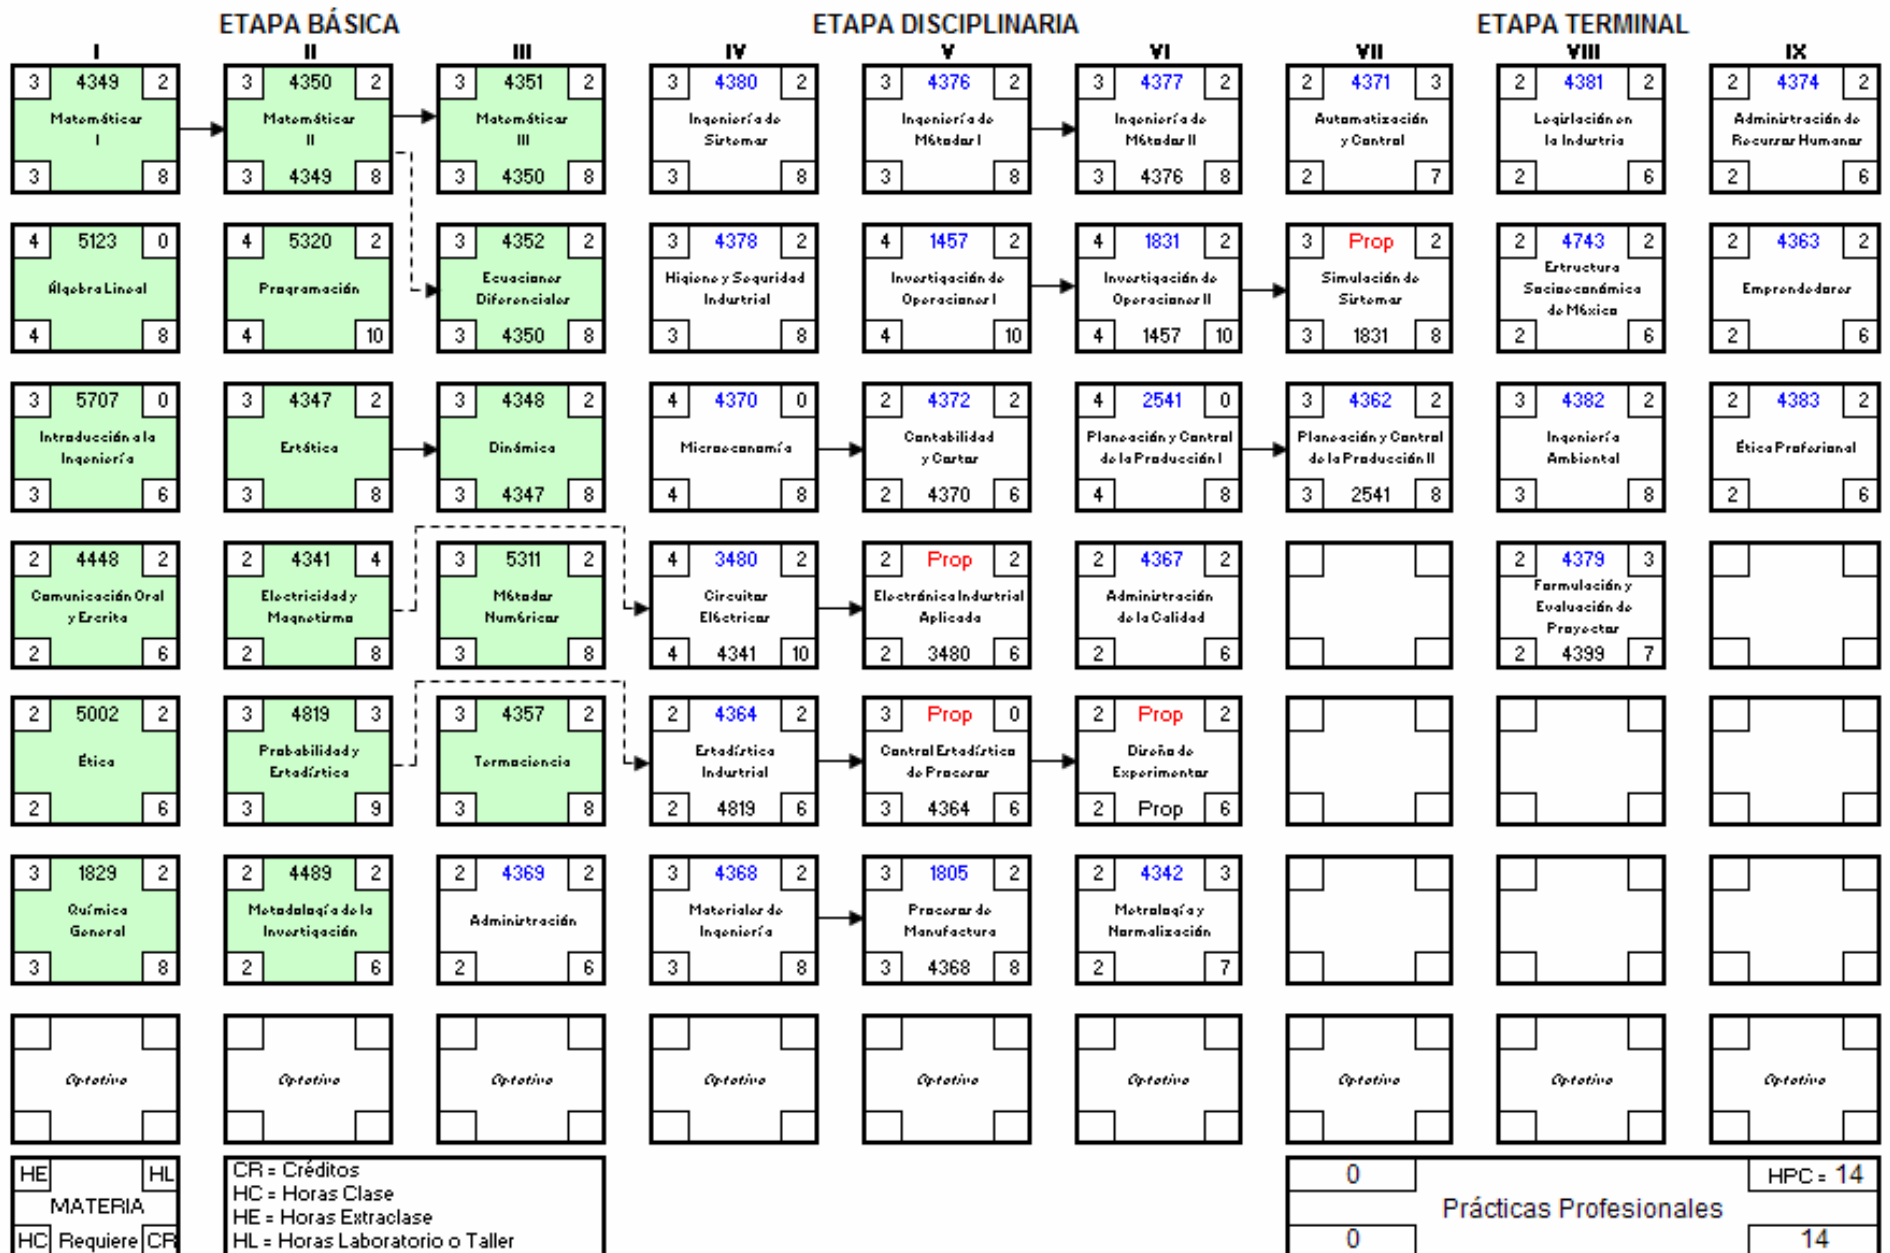 ETAPA BÁSICA
ETAPA DISCIPLINARIA
ETAPA TERMINAL
I II III IV V VI VII VIII IX
3 4349 2
Matemáticas
I
3 8
3 4350 2
Matemáticas
II
3 4349 8
3 4351 2
Matemáticas
III
3 4350 8
3 4380 2
Ingeniería de
Sistemas
3 8
3 4376 2
Ingeniería de
Métodos I
3 8
3 4377 2
Ingeniería de
Métodos II
3 4376 8
2 4371 3
Automatización
y Control
2 7
2 4381 2
Legislación en
la Industria
2 6
2 4374 2
Administración de
Recursos Humanos
2 6
4 5123 0
Álgebra Lineal
4 8
4 5320 2
Programación
4 10
3 4352 2
Ecuaciones
Diferenciales
3 4350 8
3 4378 2
Higiene y Seguridad
Industrial
3 8
4 1457 2
Investigación de
Operaciones I
4 10
4 1831 2
Investigación de
Operaciones II
4 1457 10
3 Prop 2
Simulación de
Sistemas
3 1831 8
2 4743 2
Estructura
Socioeconómica
de México
2 6
2 4363 2
Emprendedores
2 6
3 5707 0
Introducción a la
Ingeniería
3 6
3 4347 2
Estática
3 8
3 4348 2
Dinámica
3 4347 8
4 4370 0
Microeconomía
4 8
2 4372 2
Contabilidad
y Costos
2 4370 6
4 2541 0
Planeación y Control
de la Producción I
4 8
3 4362 2
Planeación y Control
de la Producción II
3 2541 8
3 4382 2
Ingeniería
Ambiental
3 8
2 4383 2
Ética Profesional
2 6
2 4448 2
Comunicación Oral
y Escrita
2 6
2 4341 4
Electricidad y
Magnetismo
2 8
3 5311 2
Métodos
Numéricos
3 8
4 3480 2
Circuitos
Eléctricos
4 4341 10
2 Prop 2
Electrónica Industrial
Aplicada
2 3480 6
2 4367 2
Administración
de la Calidad
2 6
2 4379 3
Formulación y
Evaluación de
Proyectos
2 4399 7
2 5002 2
Ética
2 6
3 4819 3
Probabilidad y
Estadística
3 9
3 4357 2
Termociencia
3 8
2 4364 2
Estadística
Industrial
2 4819 6
3 Prop 0
Control Estadístico
de Procesos
3 4364 6
2 Prop 2
Diseño de
Experimentos
2 Prop 6
3 1829 2
Química
General
3 8
2 4489 2
Metodología de la
Investigación
2 6
2 4369 2
Administración
2 6
3 4368 2
Materiales de
Ingeniería
3 8
3 1805 2
Procesos de
Manufactura
3 4368 8
2 4342 3
Metrología y
Normalización
2 7
Optativa
Optativa
Optativa
Optativa
Optativa
Optativa
Optativa
Optativa
Optativa
HE HL
MATERIA
HC Requiere CR
CR = Créditos
HC = Horas Clase
HE = Horas Extraclase
HL = Horas Laboratorio o Taller
0 HPC = 14
Prácticas Profesionales
0 14